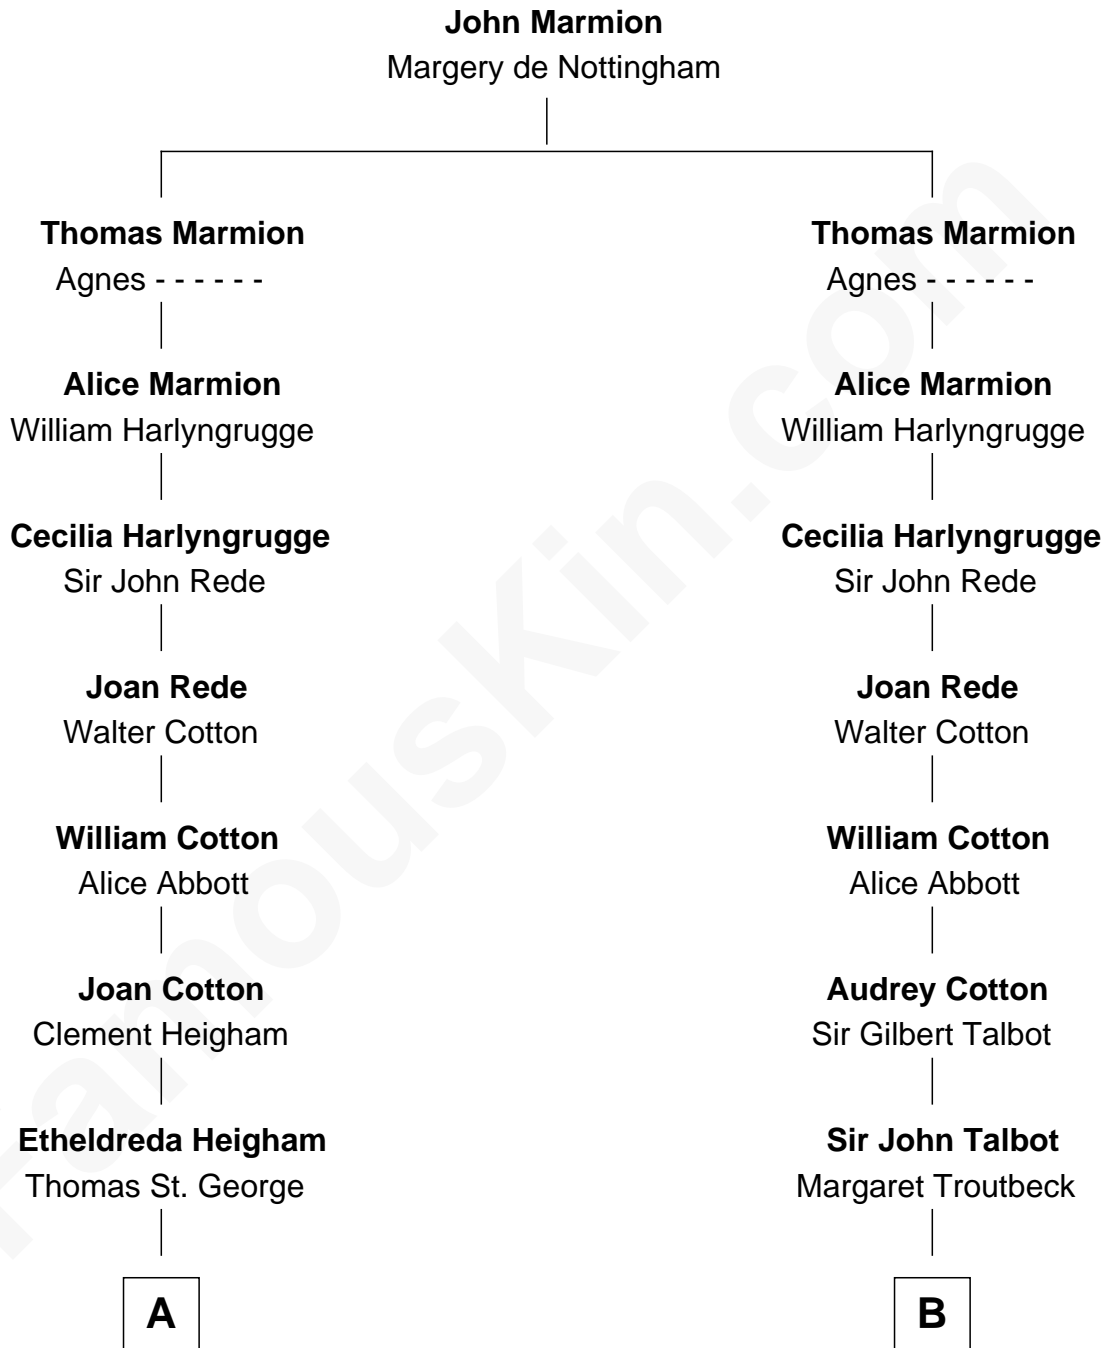 John Marmion
Margery de Nottingham
Thomas Marmion
Agnes - - - - - -
Alice Marmion
William Harlyngrugge
Cecilia Harlyngrugge
Sir John Rede
Joan Rede
Walter Cotton
William Cotton
Alice Abbott
Joan Cotton
Clement Heigham
Etheldreda Heigham
Thomas St. George
A
Thomas Marmion
Agnes - - - - - -
Alice Marmion
William Harlyngrugge
Cecilia Harlyngrugge
Sir John Rede
Joan Rede
Walter Cotton
William Cotton
Alice Abbott
Audrey Cotton
Sir Gilbert Talbot
Sir John Talbot
Margaret Troutbeck
B
FamousKin.com